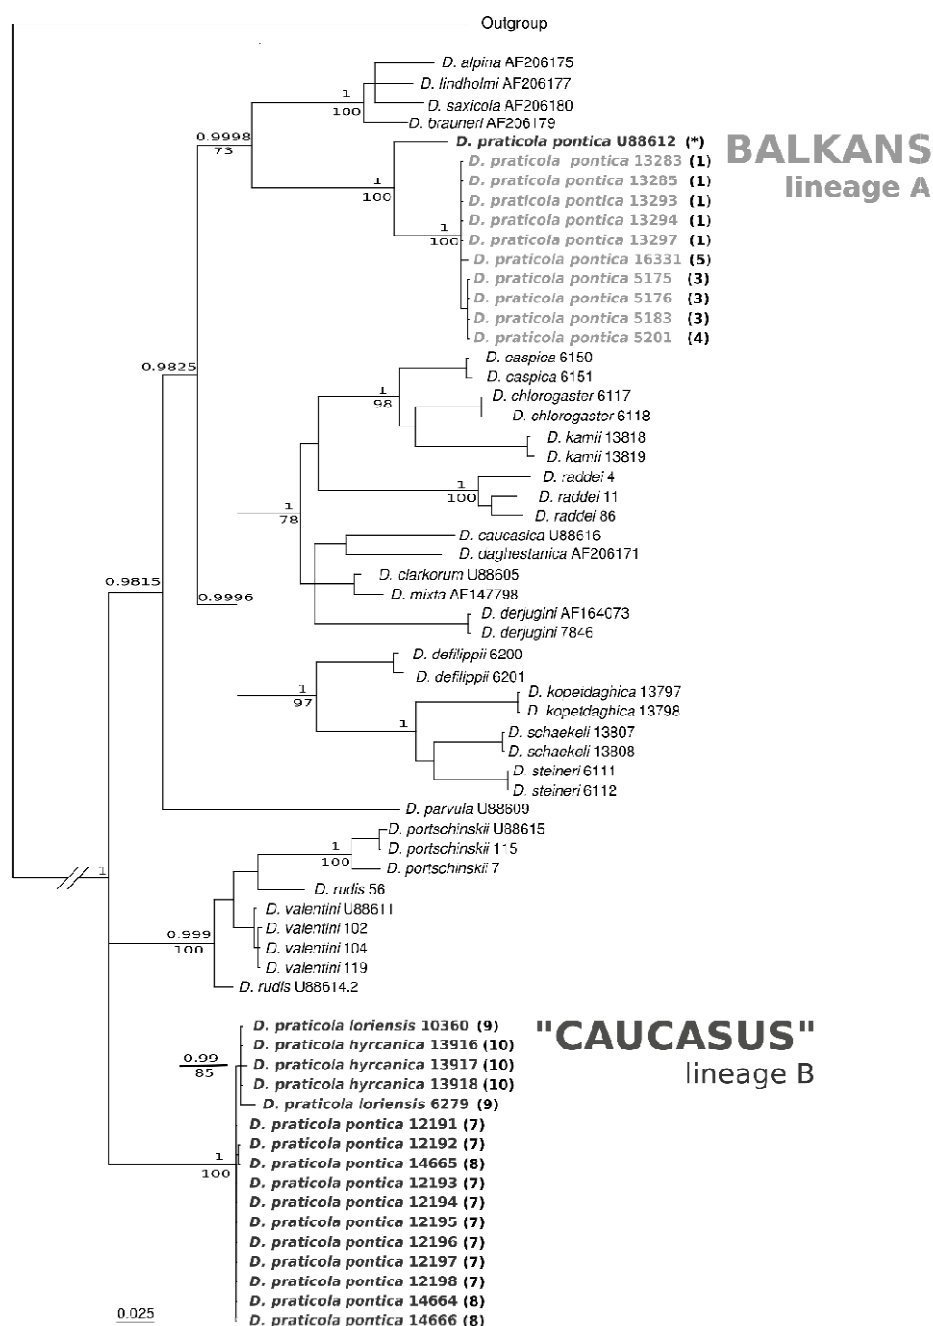 Outgroup
D. alpina AF206175
D. lindholmi AF206177
1
100
D. saxicola AF206180
D. brauneri AF206179
0.9998
73
D. praticola pontica U88612 (*)
BALKANS
lineage A
D. praticola pontica 13283 (1)
D. praticola pontica 13285 (1)
1
100
D. praticola pontica 13293 (1)
D. praticola pontica 13294 (1)
1
100
D. praticola pontica 13297 (1)
D. praticola pontica 16331 (5)
D. praticola pontica 5175 (3)
D. praticola pontica 5176 (3)
D. praticola pontica 5183 (3)
D. praticola pontica 5201 (4)
D. caspica 6150
0.9825
D. caspica 6151
1
98
D. chlorogaster 6117
D. chlorogaster 6118
D. kamii 13818
D. kamii 13819
D. raddei 4
1
100
D. raddei 11
1
78
D. raddei 86
D. caucasica U88616
D. daghestanica AF206171
D. clarkorum U88605
0.9815
D. mixta AF147798
0.9996
D. derjugini AF164073
D. derjugini 7846
D. defilippii 6200
D. defilippii 6201
1
97
D. kopetdaghica 13797
D. kopetdaghica 13798
1
D. schaekeli 13807
D. schaekeli 13808
D. steineri 6111
D. steineri 6112
D. parvula U88609
D. portschinskii U88615
1
100
D. portschinskii 115
D. portschinskii 7
1
D. rudis 56
D. valentini U88611
D. valentini 102
0.999
100
D. valentini 104
D. valentini 119
D. rudis U88614.2
D. praticola loriensis 10360 (9)
"CAUCASUS"
lineage B
D. praticola hyrcanica 13916 (10)
0.99
85
D. praticola hyrcanica 13917 (10)
D. praticola hyrcanica 13918 (10)
D. praticola loriensis 6279 (9)
D. praticola pontica 12191 (7)
D. praticola pontica 12192 (7)
1
100
D. praticola pontica 14665 (8)
D. praticola pontica 12193 (7)
D. praticola pontica 12194 (7)
D. praticola pontica 12195 (7)
D. praticola pontica 12196 (7)
D. praticola pontica 12197 (7)
D. praticola pontica 12198 (7)
D. praticola pontica 14664 (8)
D. praticola pontica 14666 (8)
0.025